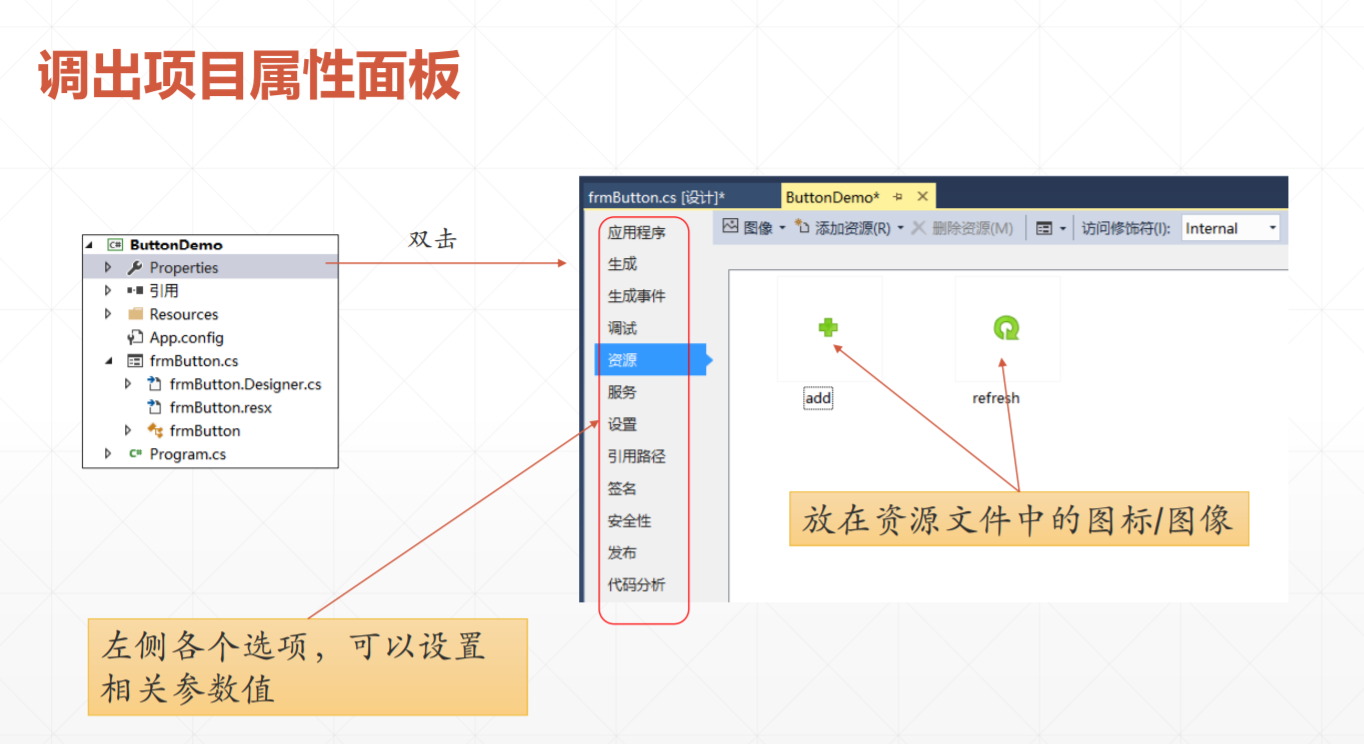 调出项目属性面板
ButtonDemo
Properties
引用
Resources
App.config
frmButton.cs
frmButton.Designer.cs
frmButton.resx
frmButton
C# Program.cs
双击
frmButton.cs [设计]*
ButtonDemo*
图像
添加资源(R)
删除资源(M)
访问修饰符(I):
Internal
应用程序
生成
生成事件
调试
资源
服务
设置
引用路径
签名
安全性
发布
代码分析
add
refresh
放在资源文件中的图标/图像
左侧各个选项，可以设置
相关参数值